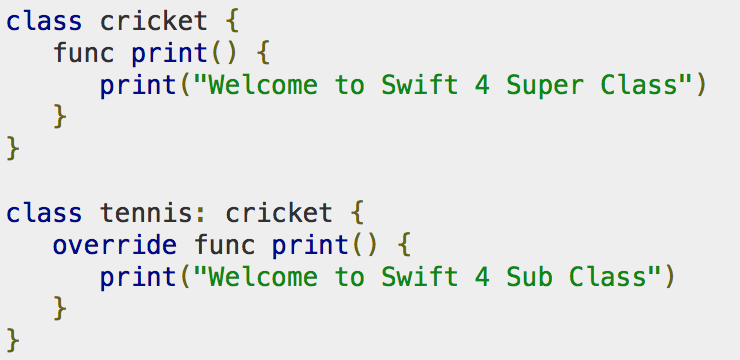 class cricket {
   func print() {
      print("Welcome to Swift 4 Super Class")
   }
}

class tennis: cricket {
   override func print() {
      print("Welcome to Swift 4 Sub Class")
   }
}